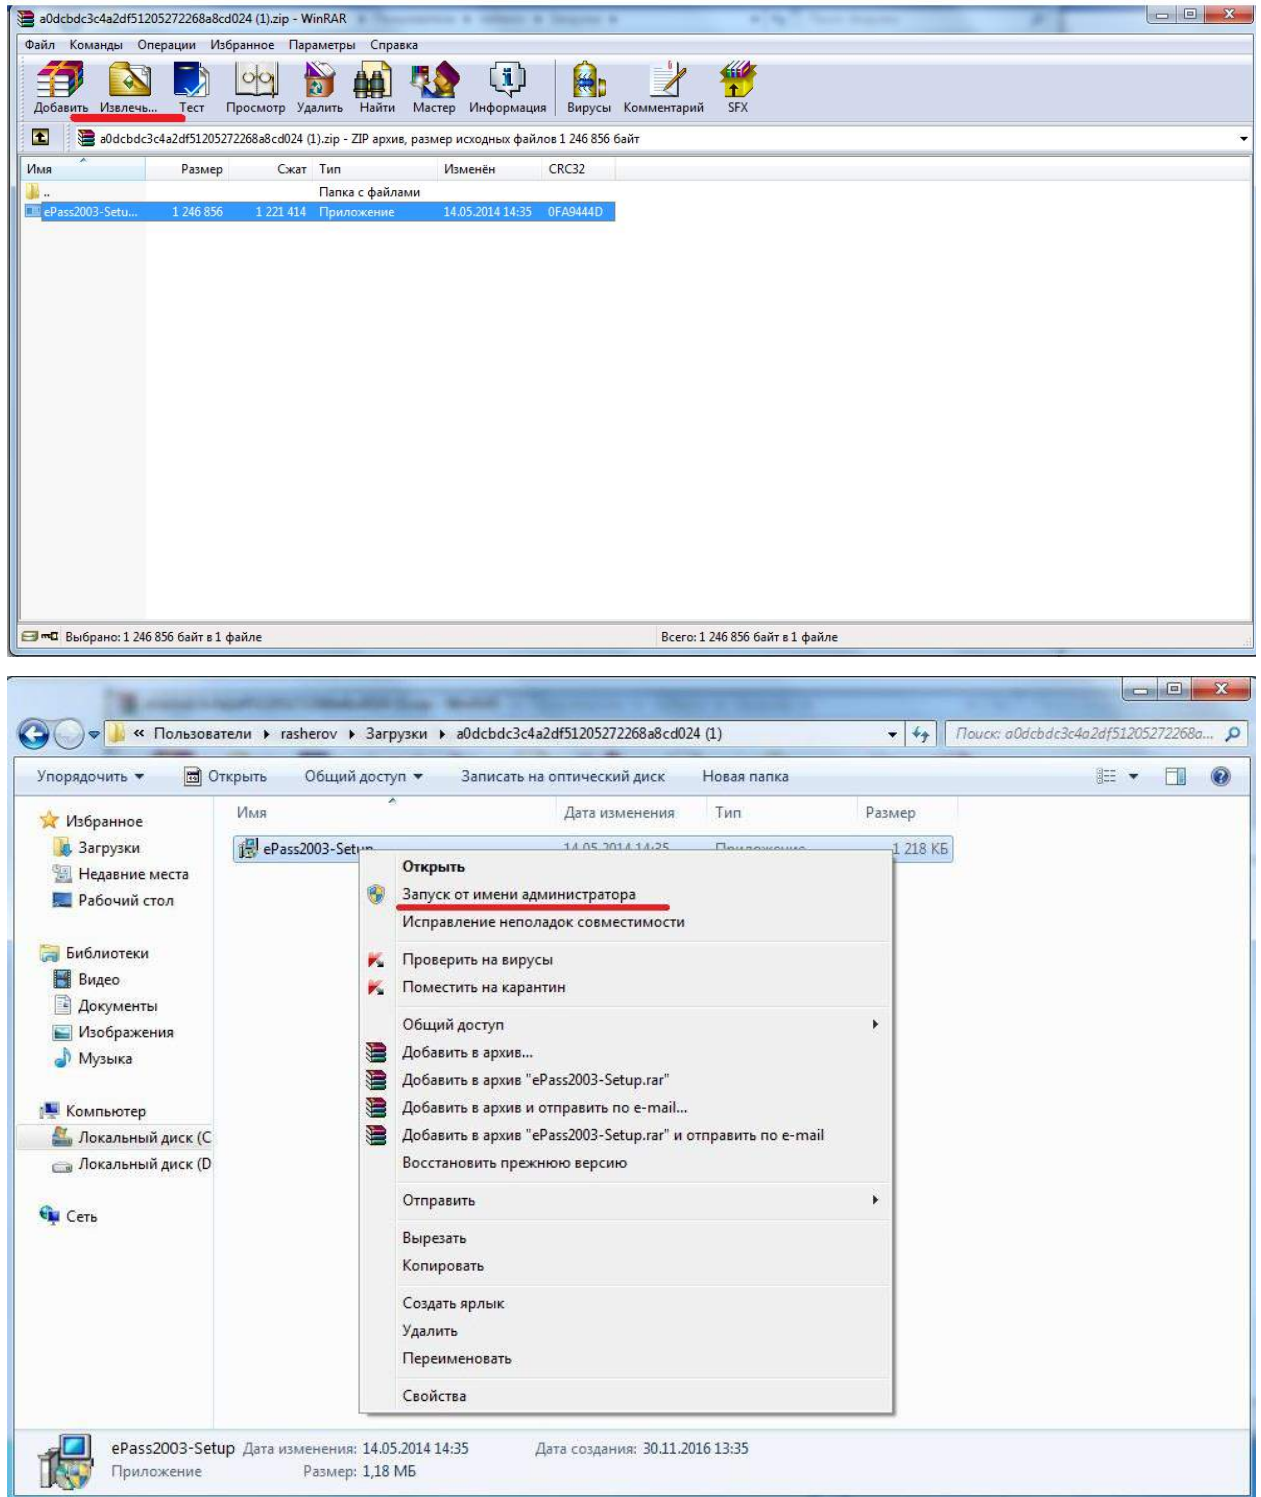 a0dcbdc3c4a2df51205272268a8cd024 (1).zip - WinRAR
Файл Команды Операции Избранное Параметры Справка
Добавить Извлечь... Тест Просмотр Удалить Найти Мастер Информация Вирусы Комментарий SFX
a0dcbdc3c4a2df51205272268a8cd024 (1).zip - ZIP архив, размер исходных файлов 1 246 856 байт
Имя Размер Сжат Тип Изменён CRC32
.. Папка с файлами
ePass2003-Setu... 1 246 856 1 221 414 Приложение 14.05.2014 14:35 0FA9444D
Выбрано: 1 246 856 байт в 1 файле Всего: 1 246 856 байт в 1 файле
« Пользователи rasherov Загрузки a0dcbdc3c4a2df51205272268a8cd024 (1) Поиск: a0dcbdc3c4a2df51205272268a...
Упорядочить Открыть Общий доступ Записать на оптический диск Новая папка
Имя Дата изменения Тип Размер
Избранное
Загрузки
Недавние места
Рабочий стол
Библиотеки
Видео
Документы
Изображения
Музыка
Компьютер
Локальный диск (C
Локальный диск (D
Сеть
ePass2003-Setup 14.05.2014 14:35 Приложение 1 218 КБ
Открыть
Запуск от имени администратора
Исправление неполадок совместимости
Проверить на вирусы
Поместить на карантин
Общий доступ
Добавить в архив...
Добавить в архив "ePass2003-Setup.rar"
Добавить в архив и отправить по e-mail...
Добавить в архив "ePass2003-Setup.rar" и отправить по e-mail
Восстановить прежнюю версию
Отправить
Вырезать
Копировать
Создать ярлык
Удалить
Переименовать
Свойства
ePass2003-Setup Дата изменения: 14.05.2014 14:35 Дата создания: 30.11.2016 13:35
Приложение Размер: 1,18 МБ